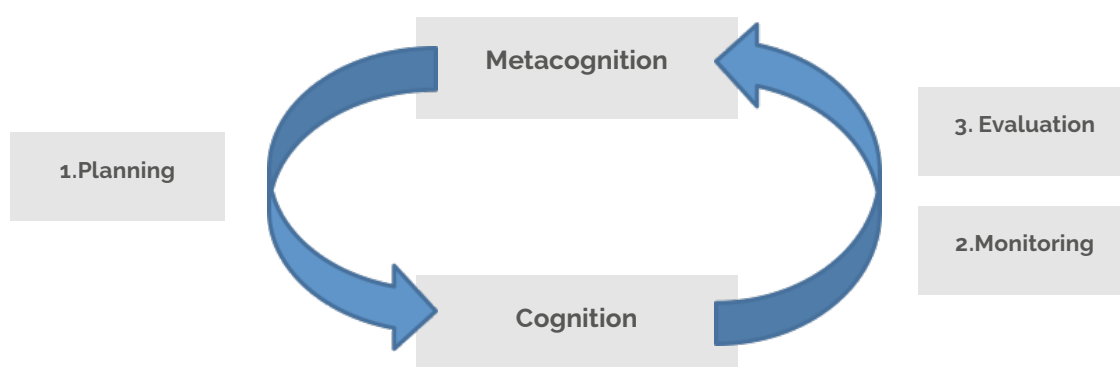 Metacognition
3. Evaluation
1.Planning
2.Monitoring
Cognition